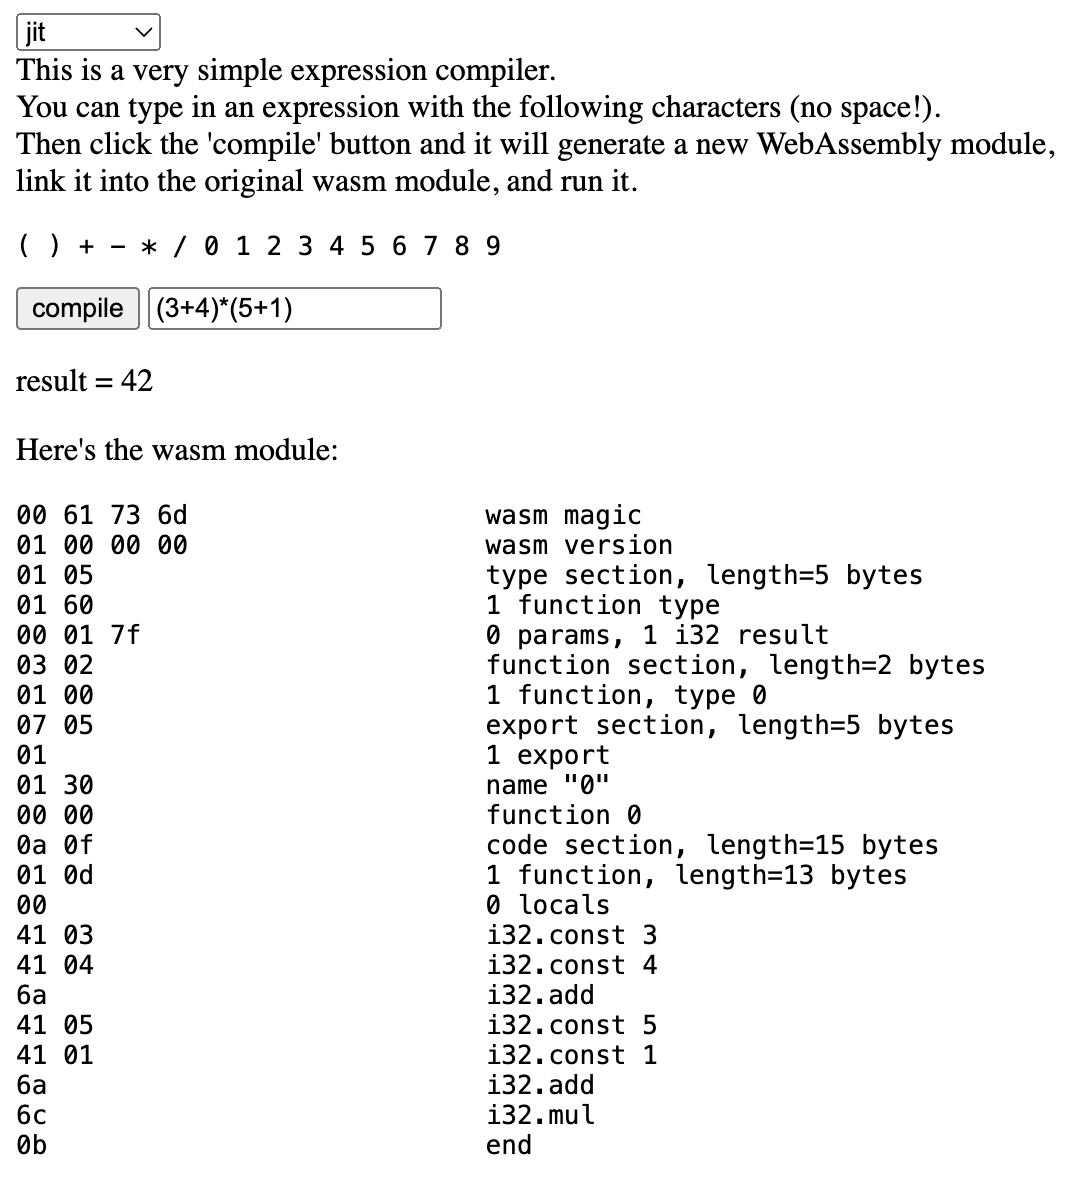 jit
This is a very simple expression compiler.
You can type in an expression with the following characters (no space!).
Then click the 'compile' button and it will generate a new WebAssembly module,
link it into the original wasm module, and run it.
( ) + − * / 0 1 2 3 4 5 6 7 8 9
compile (3+4)*(5+1)
result = 42
Here's the wasm module:
00 61 73 6d wasm magic
01 00 00 00 wasm version
01 05 type section, length=5 bytes
01 60 1 function type
00 01 7f 0 params, 1 i32 result
03 02 function section, length=2 bytes
01 00 1 function, type 0
07 05 export section, length=5 bytes
01 1 export
01 30 name "0"
00 00 function 0
0a 0f code section, length=15 bytes
01 0d 1 function, length=13 bytes
00 0 locals
41 03 i32.const 3
41 04 i32.const 4
6a i32.add
41 05 i32.const 5
41 01 i32.const 1
6a i32.add
6c i32.mul
0b end